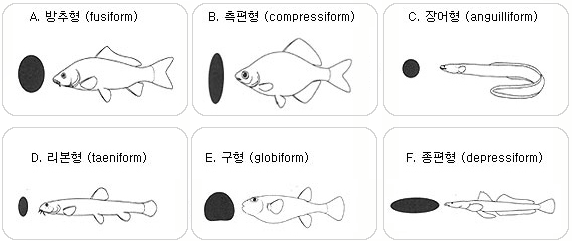 A. 방추형 (fusiform)
B. 측편형 (compressiform)
C. 장어형 (anguilliform)
D. 리본형 (taeniform)
E. 구형 (globiform)
F. 종편형 (depressiform)